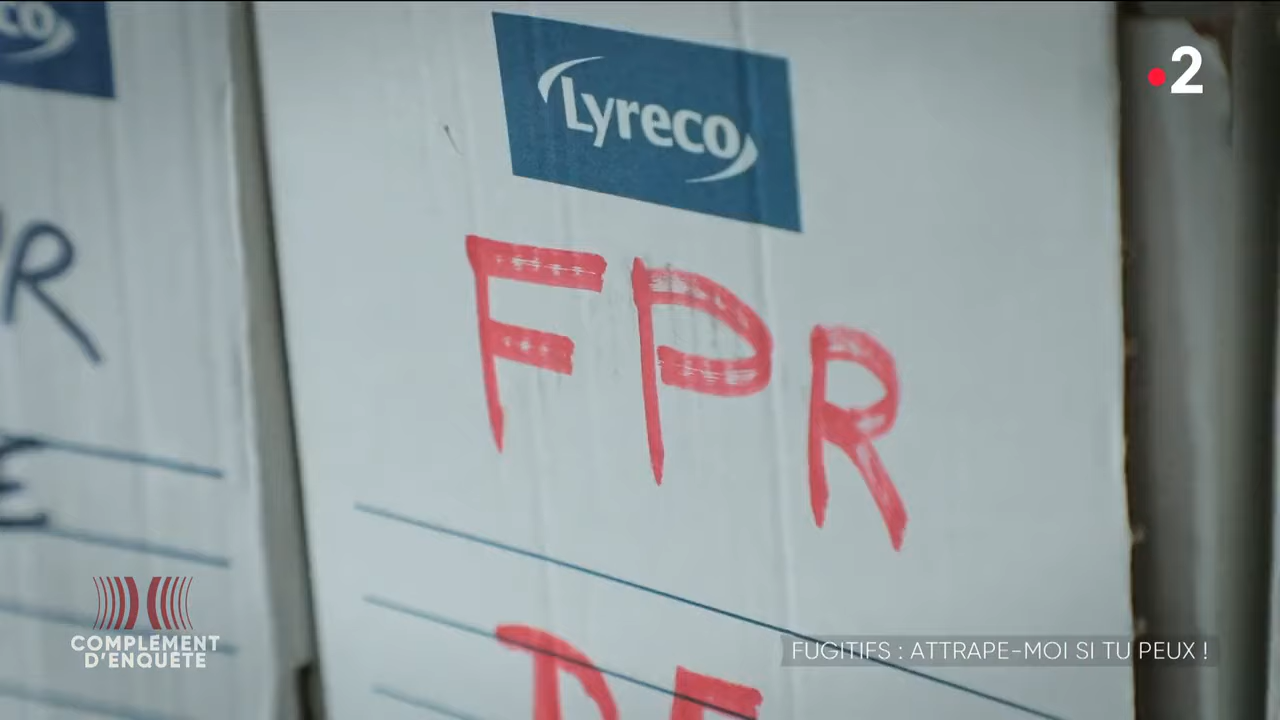 Lyreco
FPR
2
COMPLÉMENT
D'ENQUÊTE
FUGITIFS : ATTRAPE-MOI SI TU PEUX !